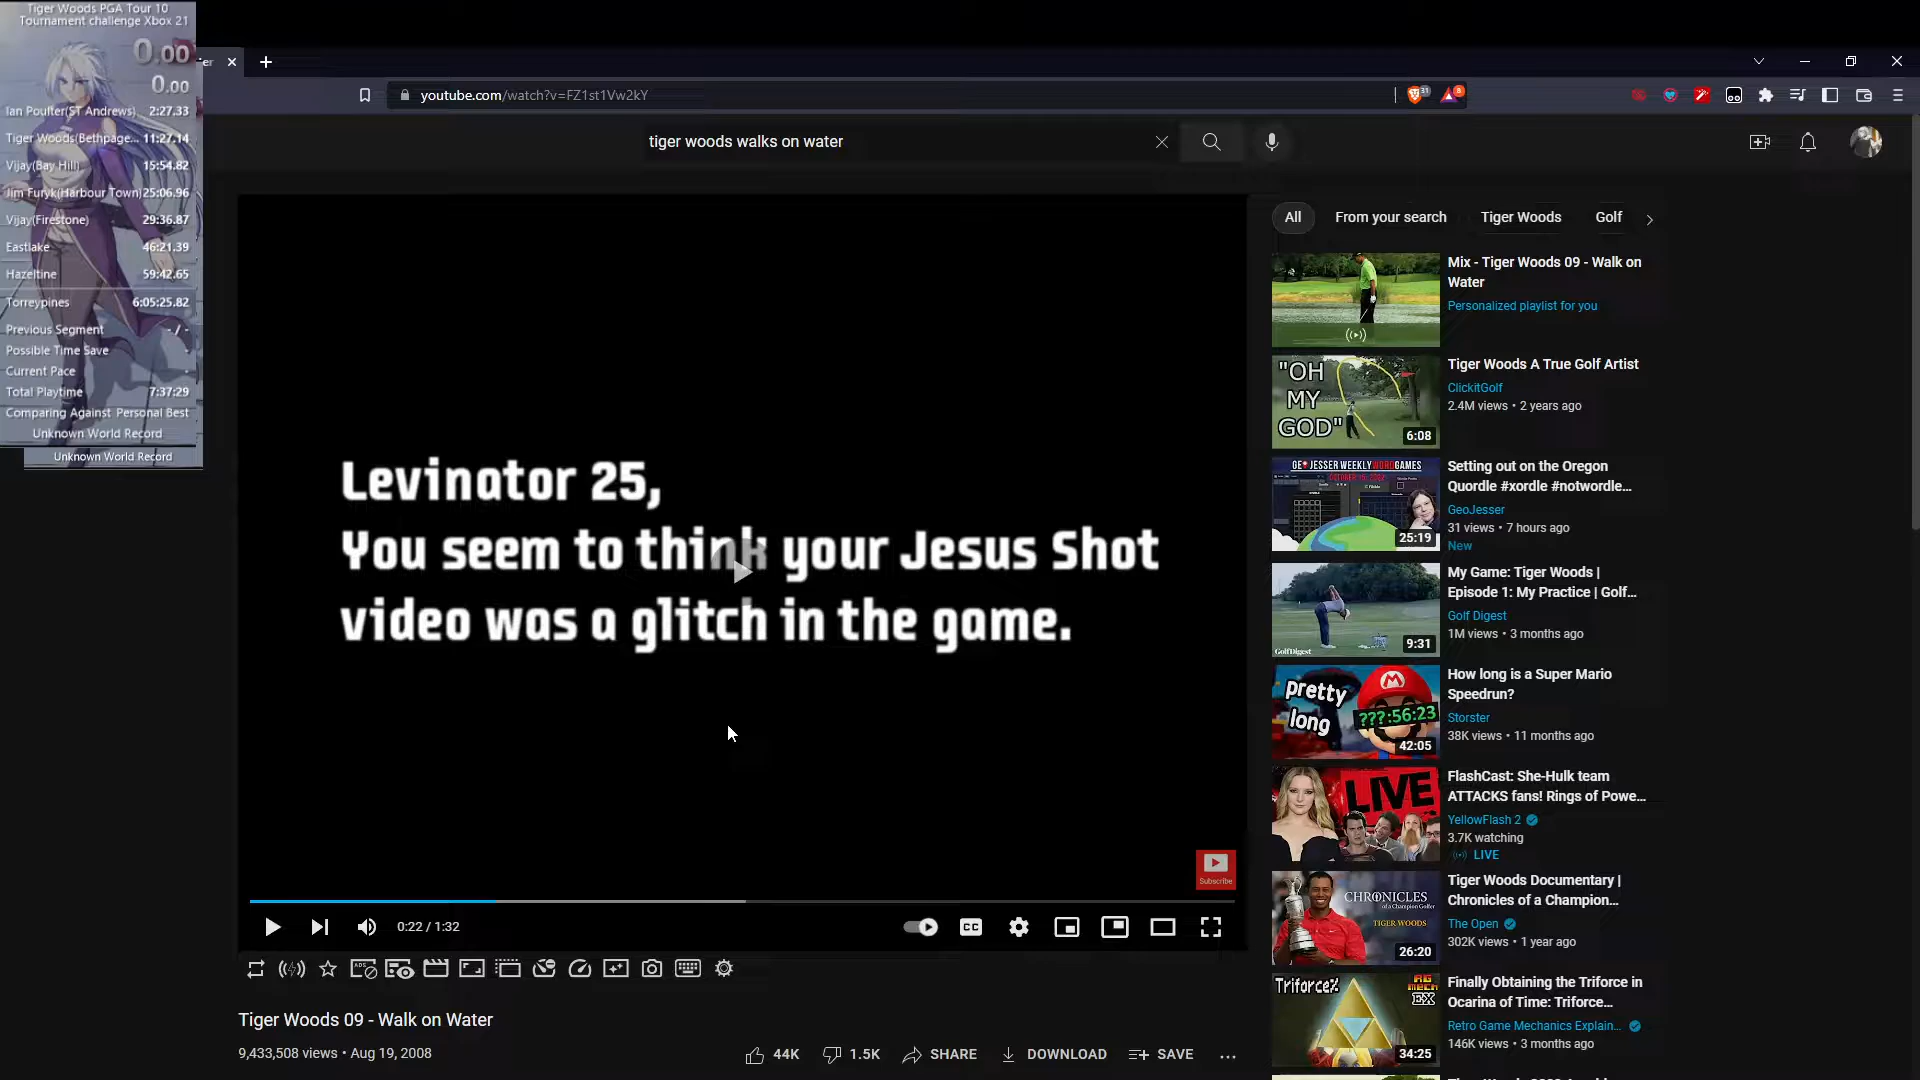 Tiger Woods PGA Tour 10
Tournament challenge Xbox 21
0.00
0.00
Ian Poulter(ST Andrews) 2:27.33
Tiger Woods(Bethpage... 11:27.14
Vijay(Bay Hill) 15:54.82
Jim Furyk(Harbour Town) 25:06.96
Vijay(Firestone) 29:36.87
Eastlake 46:21.39
Hazeltine 59:42.65
Torreypines 6:05:25.82
Previous Segment - / -
Possible Time Save -
Current Pace -
Total Playtime 7:37:29
Comparing Against Personal Best
Unknown World Record
Unknown World Record
youtube.com/watch?v=FZ1st1Vw2kY
31
8
tiger woods walks on water
Levinator 25,
You seem to think your Jesus Shot
video was a glitch in the game.
Subscribe
0:22 / 1:32
CC
Tiger Woods 09 - Walk on Water
9,433,508 views • Aug 19, 2008
44K 1.5K SHARE DOWNLOAD SAVE ...
All From your search Tiger Woods Golf
Mix - Tiger Woods 09 - Walk on
Water
Personalized playlist for you
"OH
MY
GOD"
6:08
Tiger Woods A True Golf Artist
ClickitGolf
2.4M views • 2 years ago
GEOJESSER WEEKLY WORD GAMES
25:19
Setting out on the Oregon
Quordle #xordle #notwordle...
GeoJesser
31 views • 7 hours ago
New
GolfDigest
9:31
My Game: Tiger Woods |
Episode 1: My Practice | Golf...
Golf Digest
1M views • 3 months ago
pretty
long
???:56:23
42:05
How long is a Super Mario
Speedrun?
Storster
38K views • 11 months ago
LIVE
FlashCast: She-Hulk team
ATTACKS fans! Rings of Powe...
YellowFlash 2
3.7K watching
LIVE
CHRONICLES
of a Champion Golfer
TIGER WOODS
26:20
Tiger Woods Documentary |
Chronicles of a Champion...
The Open
302K views • 1 year ago
Triforce%
RG
MECH
EX
34:25
Finally Obtaining the Triforce in
Ocarina of Time: Triforce...
Retro Game Mechanics Explain...
146K views • 3 months ago